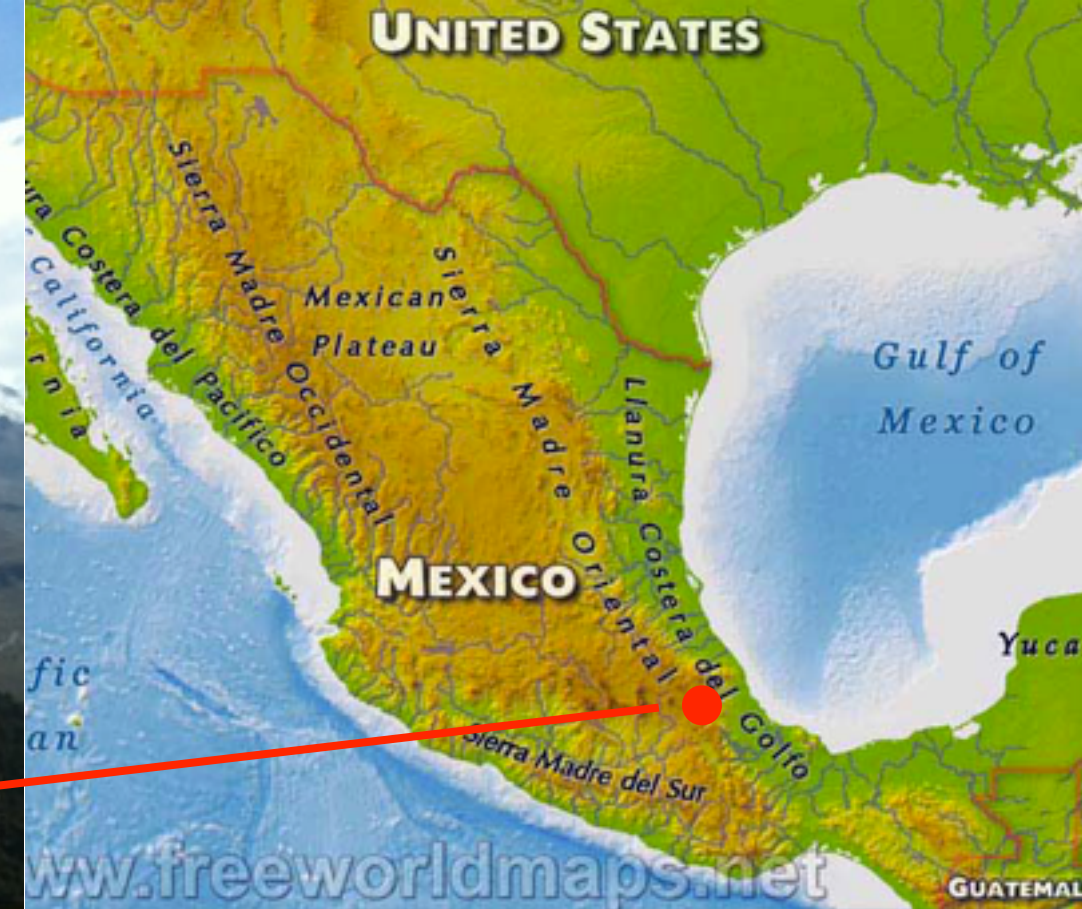 UNITED STATES
Sierra Madre Occidental
Costera del Pacifico
California
Mexican
Plateau
Sierra Madre Oriental
Llanura Costera del Golfo
Gulf of
Mexico
MEXICO
Sierra Madre del Sur
www.freeworldmaps.net